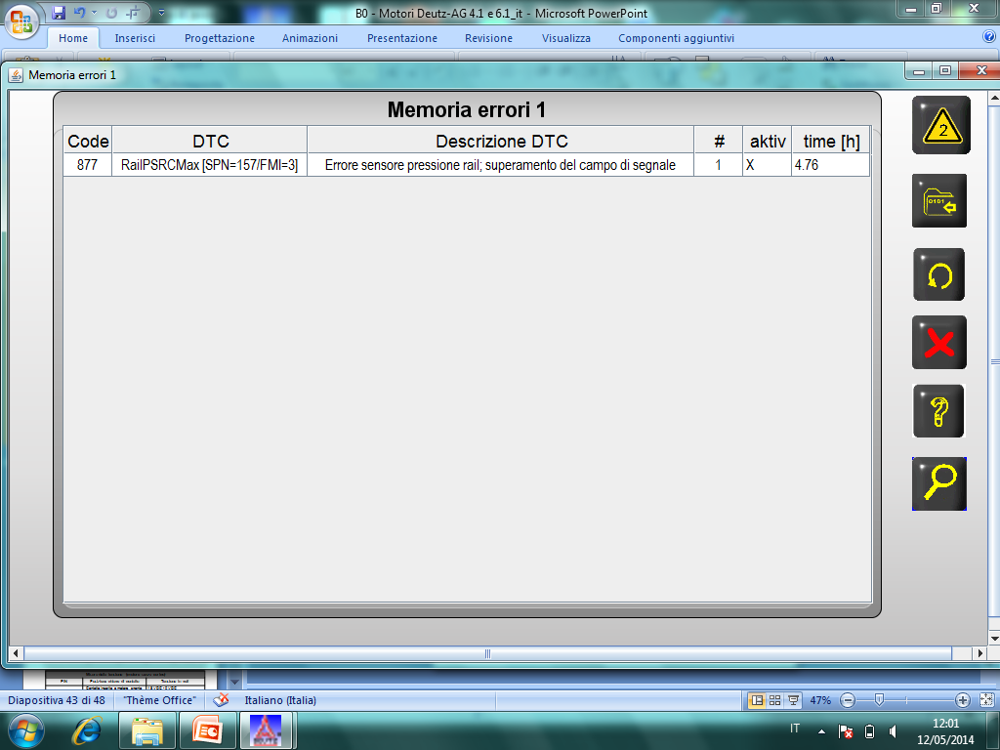 B0 - Motori Deutz-AG 4.1 e 6.1_it - Microsoft PowerPoint
Home Inserisci Progettazione Animazioni Presentazione Revisione Visualizza Componenti aggiuntivi
Memoria errori 1
Memoria errori 1
Code DTC Descrizione DTC # aktiv time [h]
877 RailPSRCMax [SPN=157/FMI=3] Errore sensore pressione rail; superamento del campo di segnale 1 X 4.76
2
0101
Diapositiva 43 di 48 "Thème Office" Italiano (Italia) 47%
IT 12:01
12/05/2014